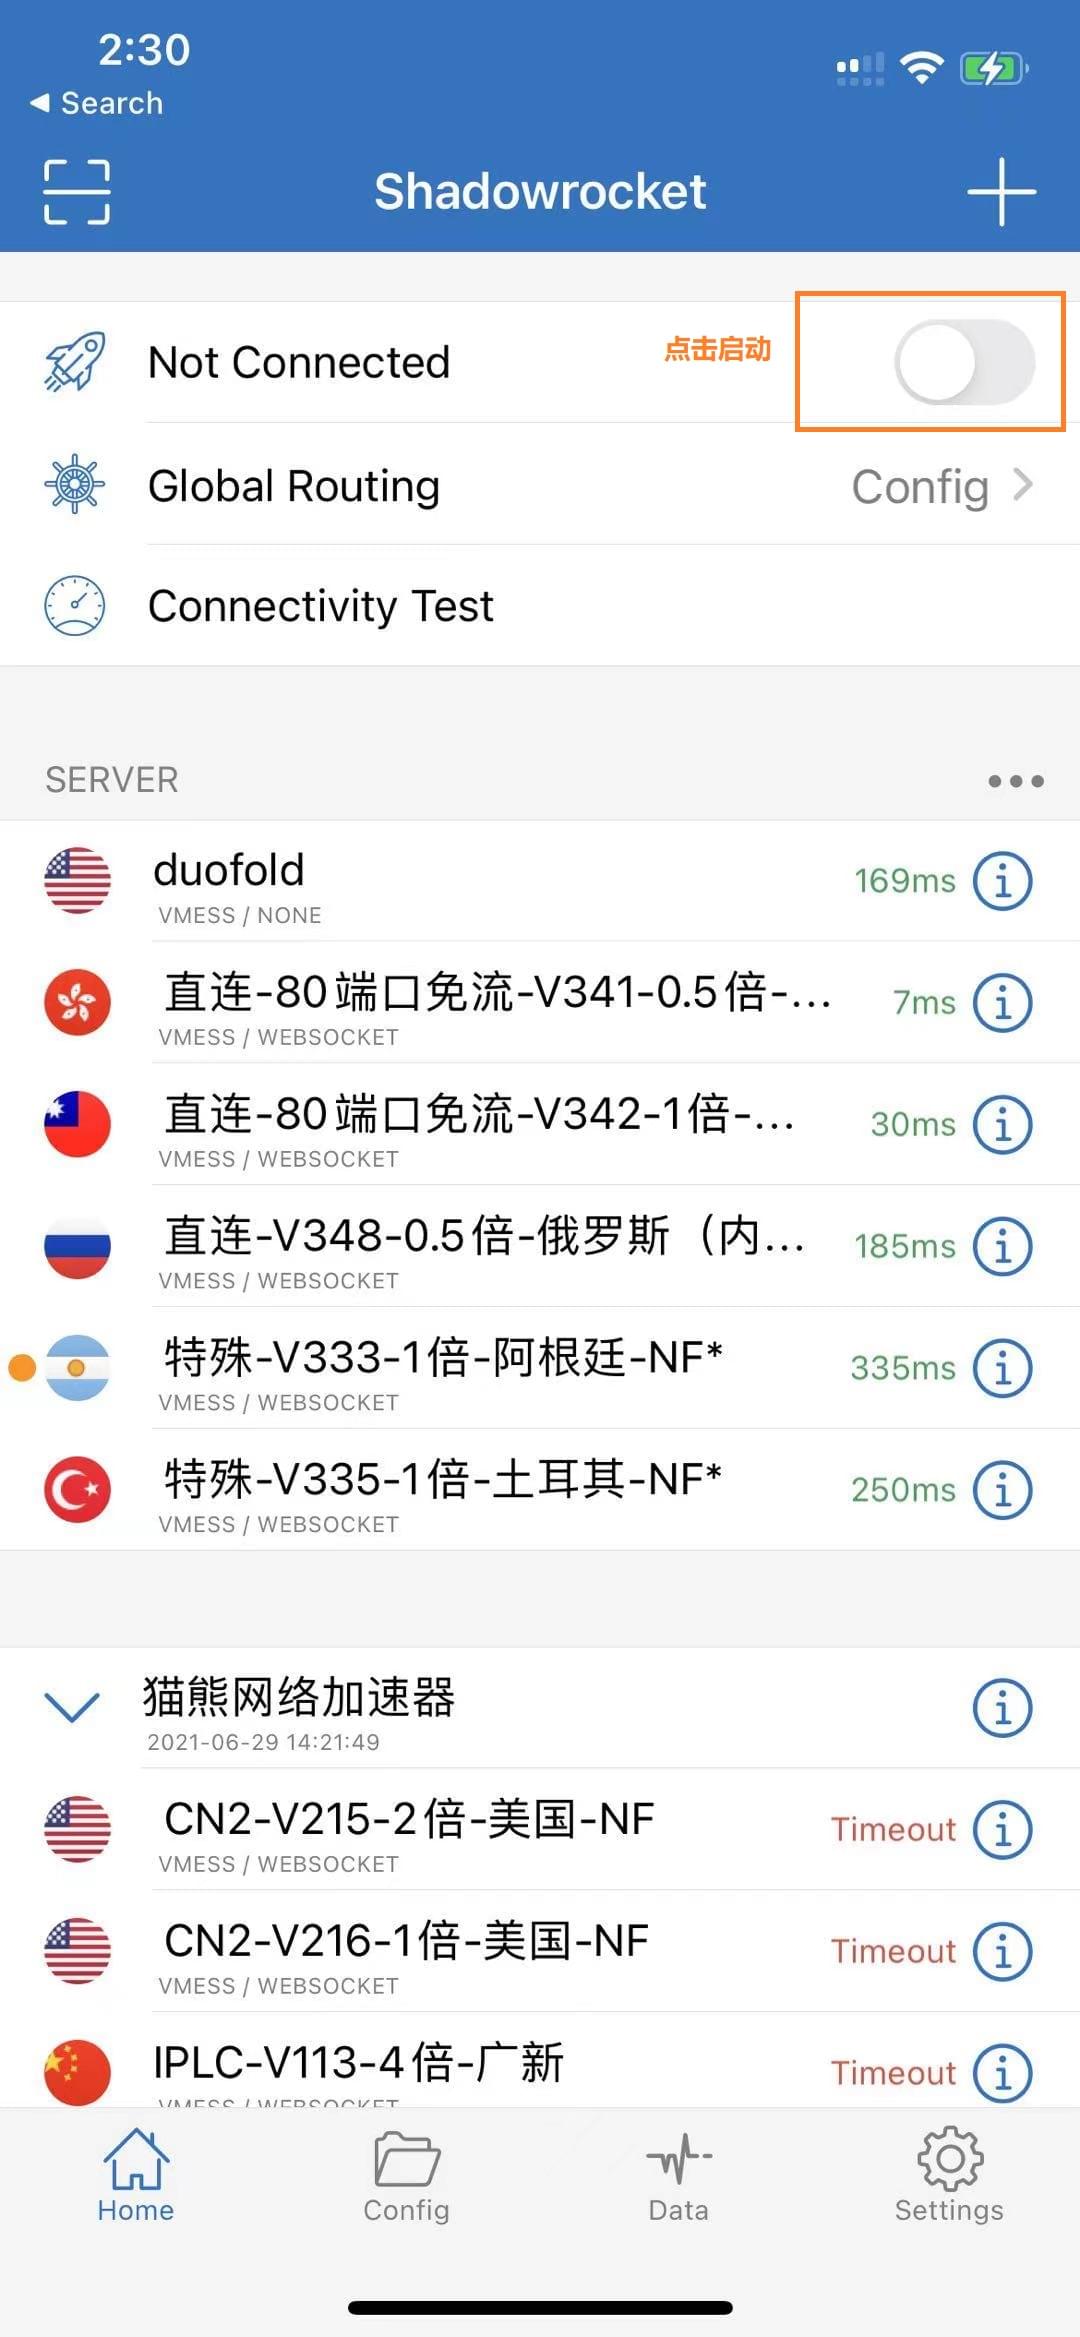 2:30
◀ Search
Shadowrocket
Not Connected
点击启动
Global Routing
Config
Connectivity Test
SERVER
duofold
169ms
VMESS / NONE
直连-80端口免流-V341-0.5倍-...
7ms
VMESS / WEBSOCKET
直连-80端口免流-V342-1倍-...
30ms
VMESS / WEBSOCKET
直连-V348-0.5倍-俄罗斯（内...
185ms
VMESS / WEBSOCKET
特殊-V333-1倍-阿根廷-NF*
335ms
VMESS / WEBSOCKET
特殊-V335-1倍-土耳其-NF*
250ms
VMESS / WEBSOCKET
猫熊网络加速器
2021-06-29 14:21:49
CN2-V215-2倍-美国-NF
Timeout
VMESS / WEBSOCKET
CN2-V216-1倍-美国-NF
Timeout
VMESS / WEBSOCKET
IPLC-V113-4倍-广新
Timeout
VMESS / WEBSOCKET
Home
Config
Data
Settings